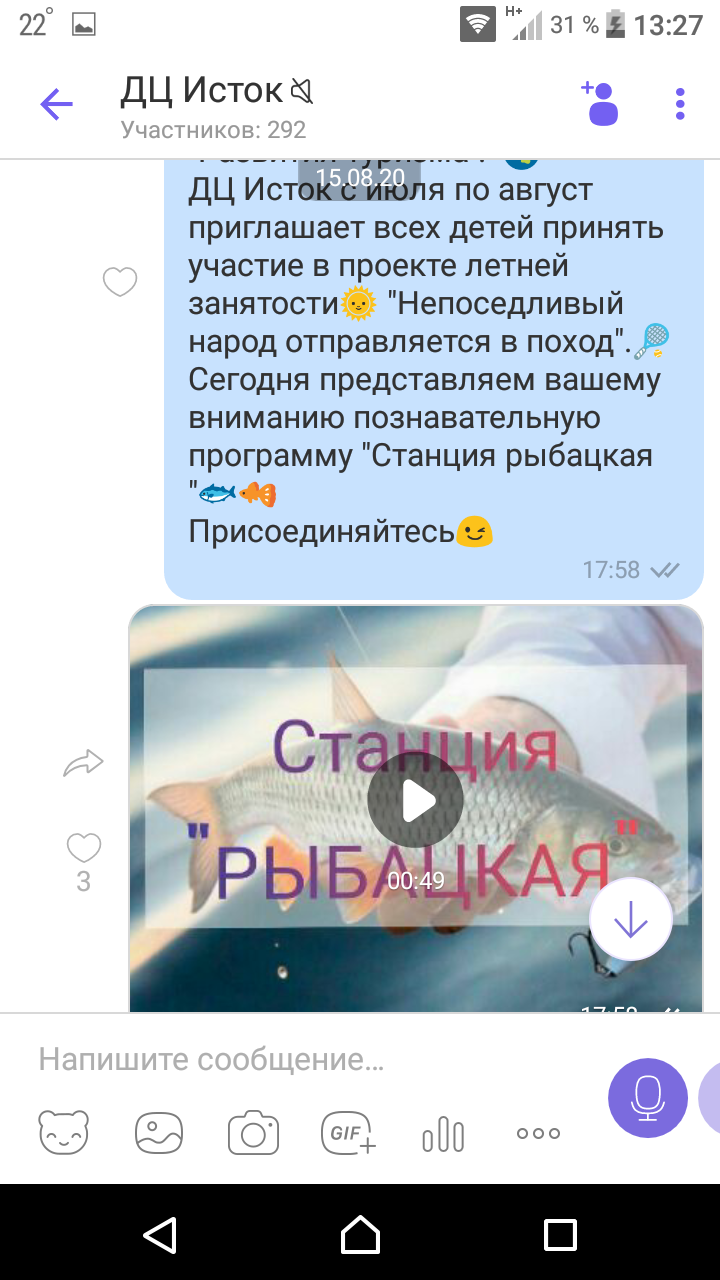 22°
H+
31 %
13:27
ДЦ Исток
Участников: 292
15.08.20
ДЦ Исток с июля по август
приглашает всех детей принять
участие в проекте летней
занятости🌞 "Непоседливый
народ отправляется в поход".🎾
Сегодня представляем вашему
вниманию познавательную
программу "Станция рыбацкая
"🐟🐠
Присоединяйтесь😉
17:58
Станция
"РЫБАЦКАЯ"
00:49
3
Напишите сообщение...
GIF